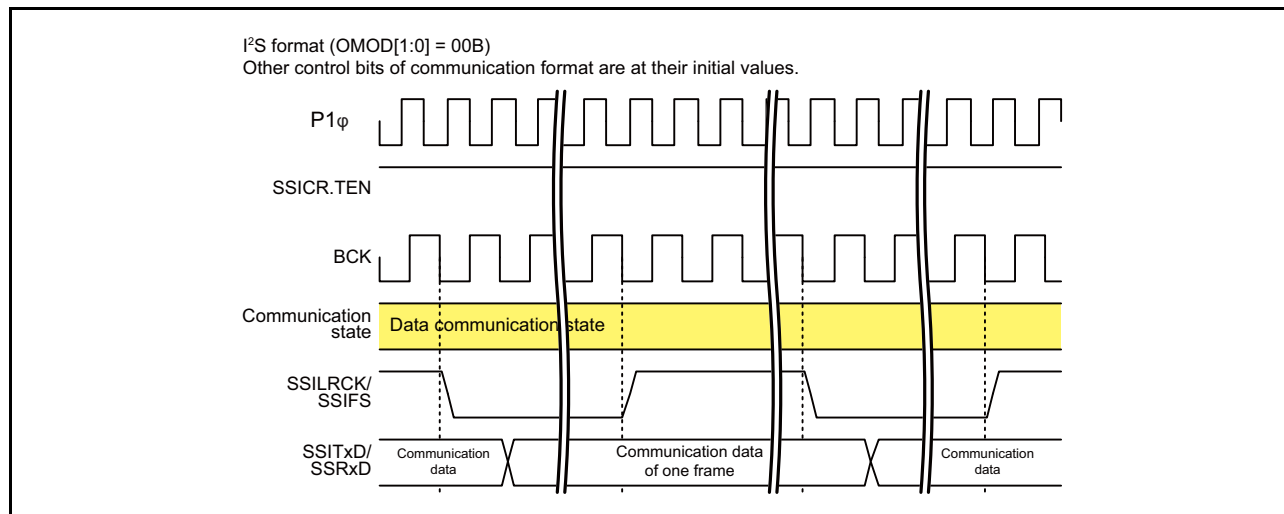 I²S format (OMOD[1:0] = 00B)
Other control bits of communication format are at their initial values.
P1φ
SSICR.TEN
BCK
Communication
state
Data communication state
SSILRCK/
SSIFS
SSITxD/
SSRxD
Communication
data
Communication data
of one frame
Communication
data